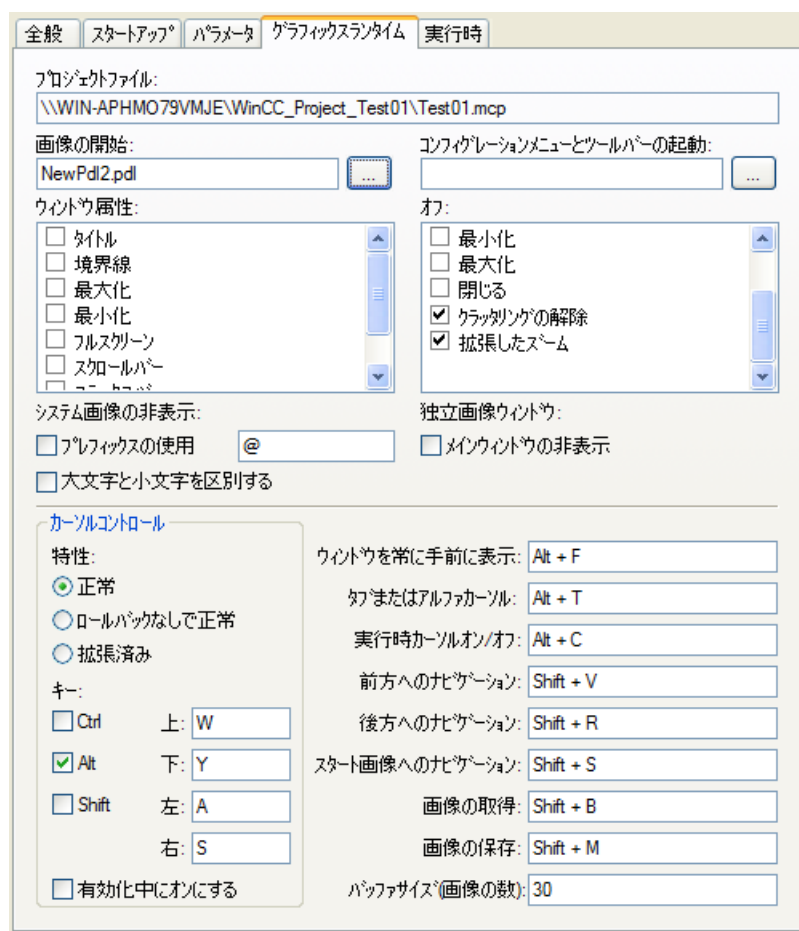 全般 スタートアップ パラメータ グラフィックスランタイム 実行時
プロジェクトファイル:
\\WIN-APHMO79VMJE\WinCC_Project_Test01\Test01.mcp
画像の開始: コンフィグレーションメニューとツールバーの起動:
NewPdl2.pdl ... ...
ウィンドウ属性: オフ:
タイトル 最小化
境界線 最大化
最大化 閉じる
最小化 クラッタリングの解除
フルスクリーン 拡張したズーム
スクロールバー
システム画像の非表示: 独立画像ウィンドウ:
プレフィックスの使用 @ メインウィンドウの非表示
大文字と小文字を区別する
カーソルコントロール
特性: ウィンドウを常に手前に表示: Alt + F
正常 タブまたはアルファカーソル: Alt + T
ロールバックなしで正常 実行時カーソルオン/オフ: Alt + C
拡張済み 前方へのナビゲーション: Shift + V
キー:
Ctrl 上: W 後方へのナビゲーション: Shift + R
Alt 下: Y スタート画像へのナビゲーション: Shift + S
Shift 左: A 画像の取得: Shift + B
右: S 画像の保存: Shift + M
有効化中にオンにする バッファサイズ(画像の数): 30